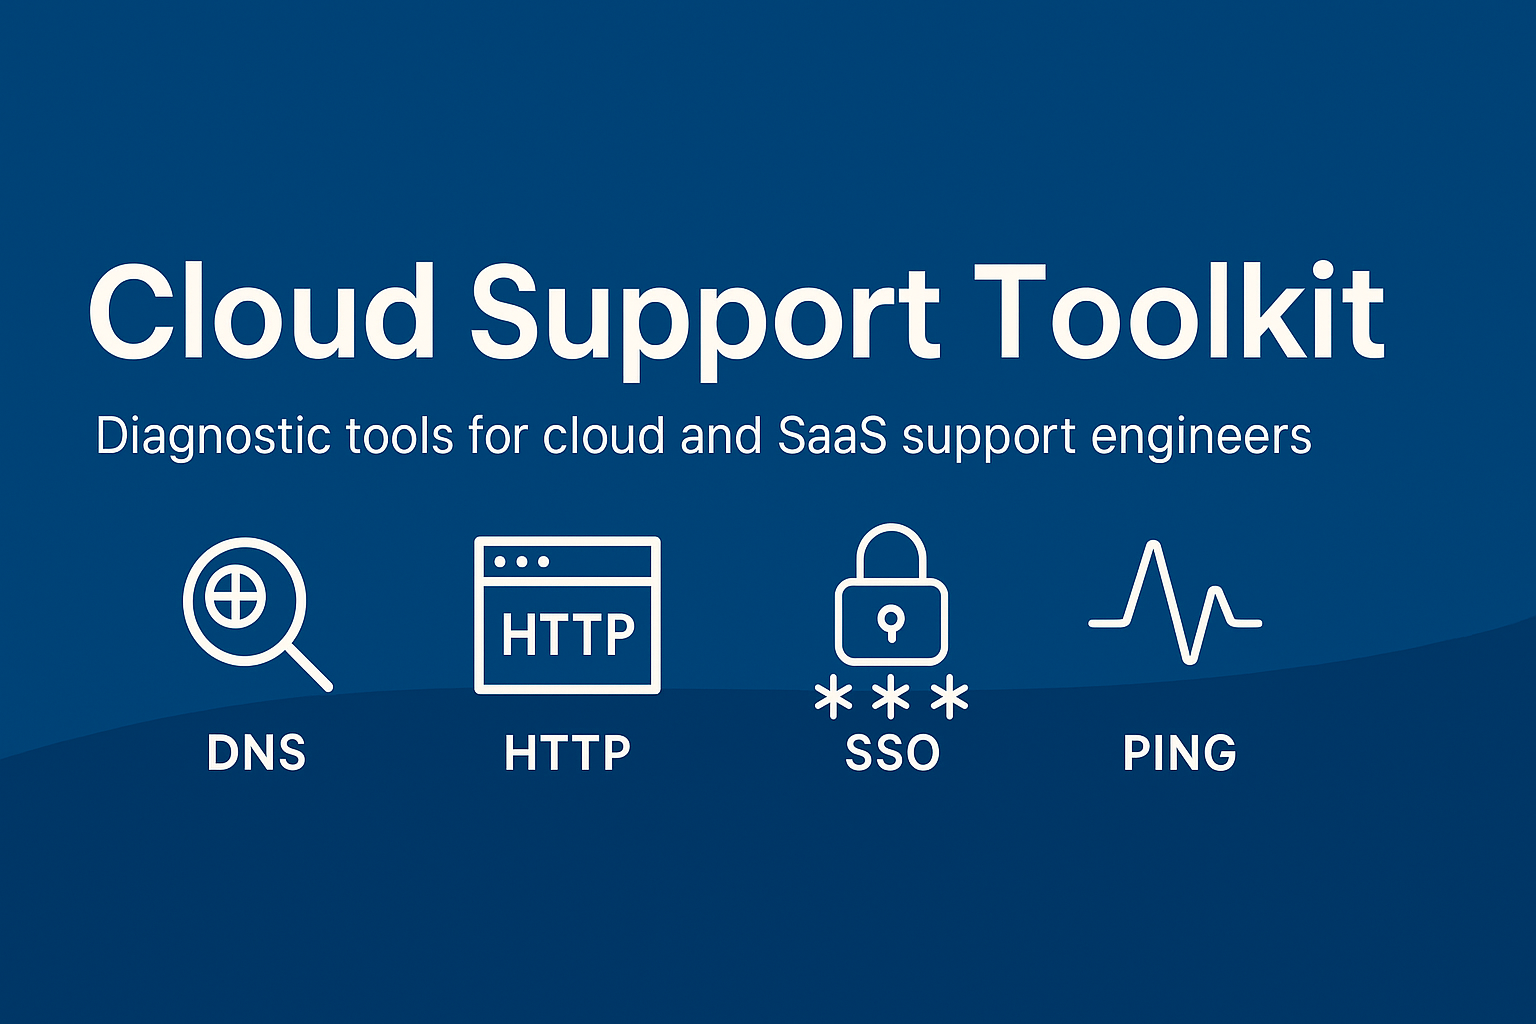 Cloud Support Toolkit
Diagnostic tools for cloud and SaaS support engineers
HTTP
***
DNS HTTP SSO PING